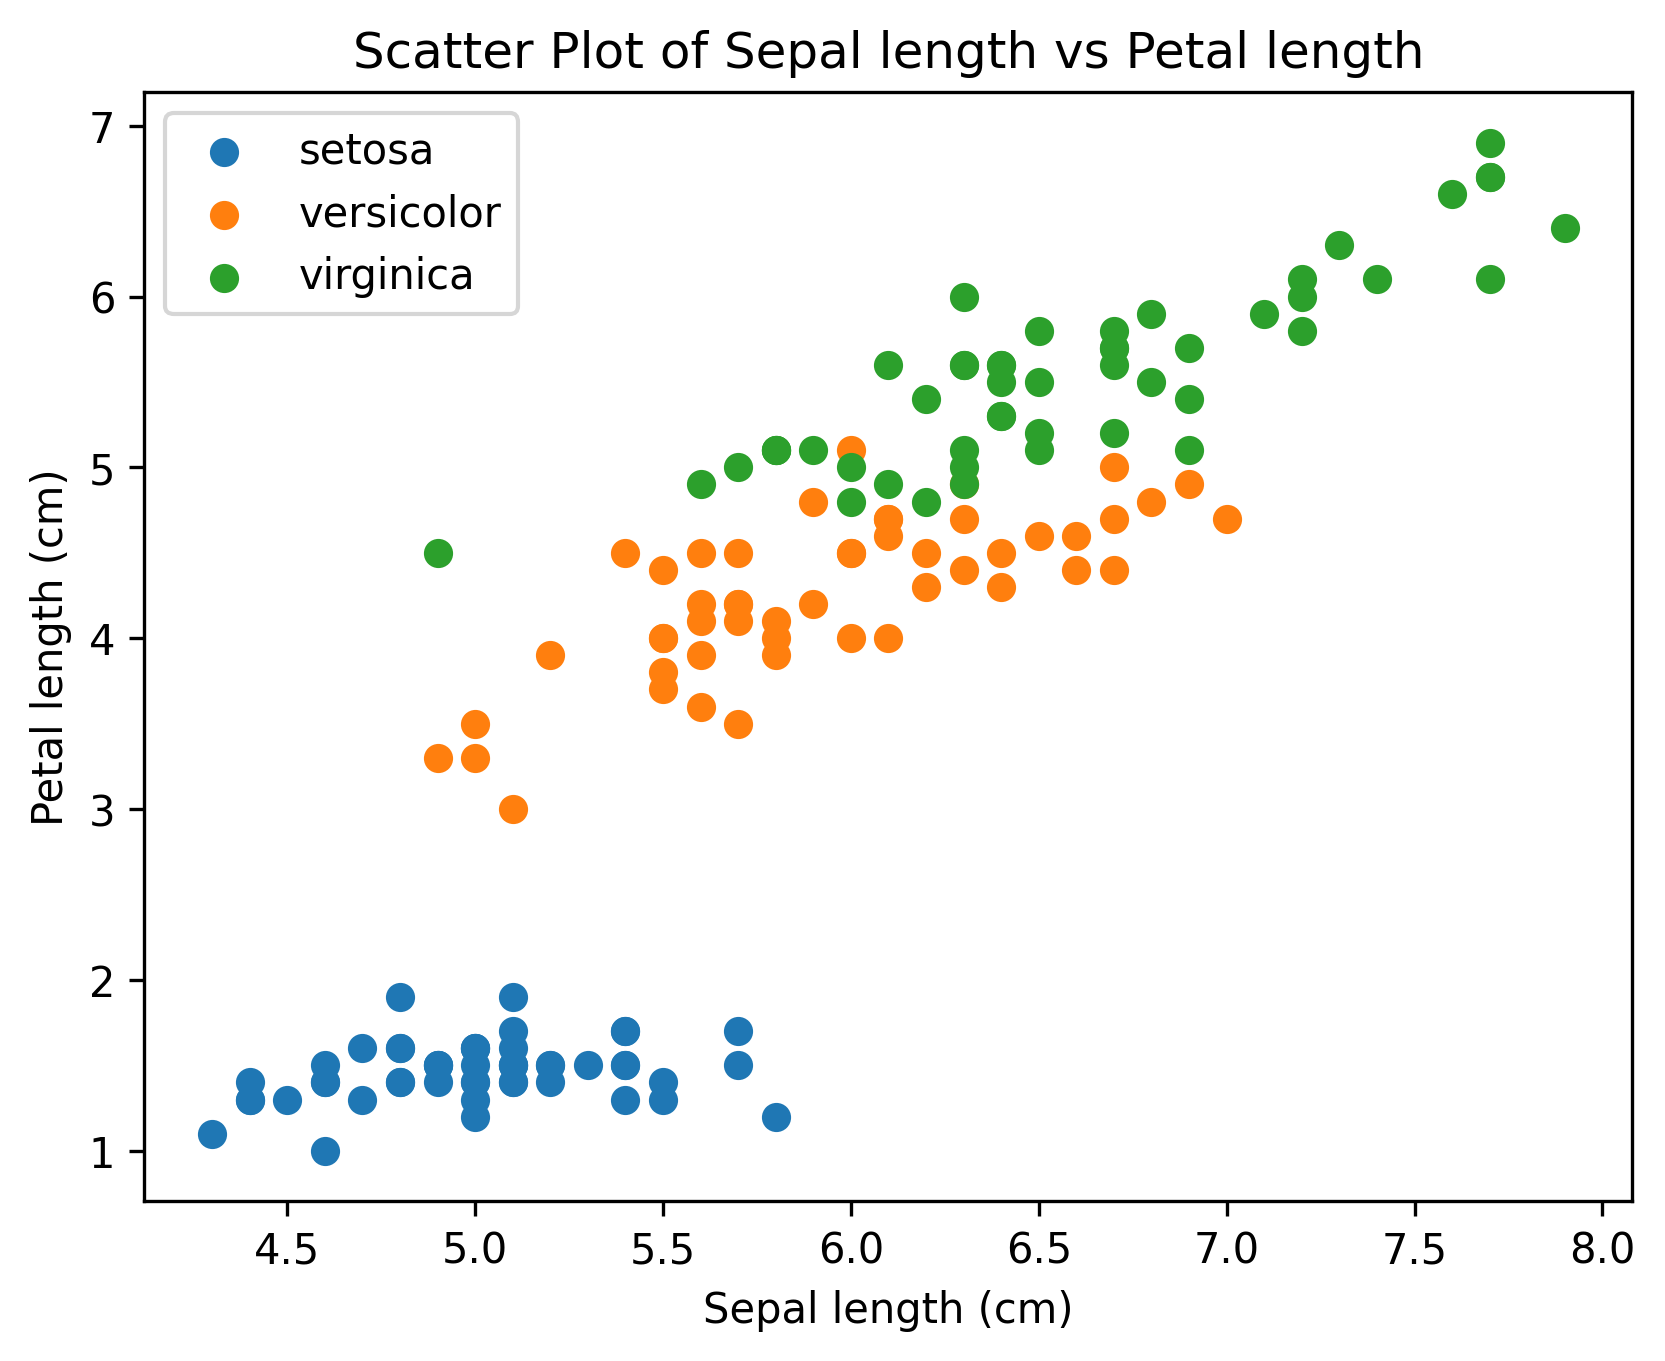 Scatter Plot of Sepal length vs Petal length
setosa
versicolor
virginica
Petal length (cm)
7
6
5
4
3
2
1
4.5 5.0 5.5 6.0 6.5 7.0 7.5 8.0
Sepal length (cm)